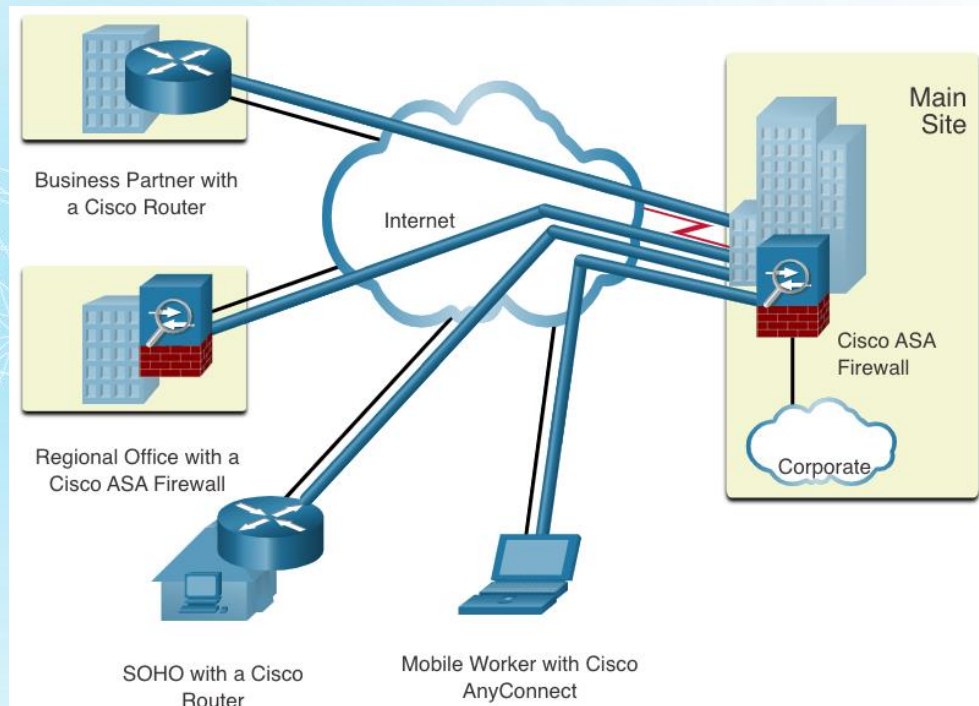 Main
Site
Business Partner with
a Cisco Router
Internet
Cisco ASA
Firewall
Regional Office with a
Cisco ASA Firewall
Corporate
SOHO with a Cisco
Router
Mobile Worker with Cisco
AnyConnect